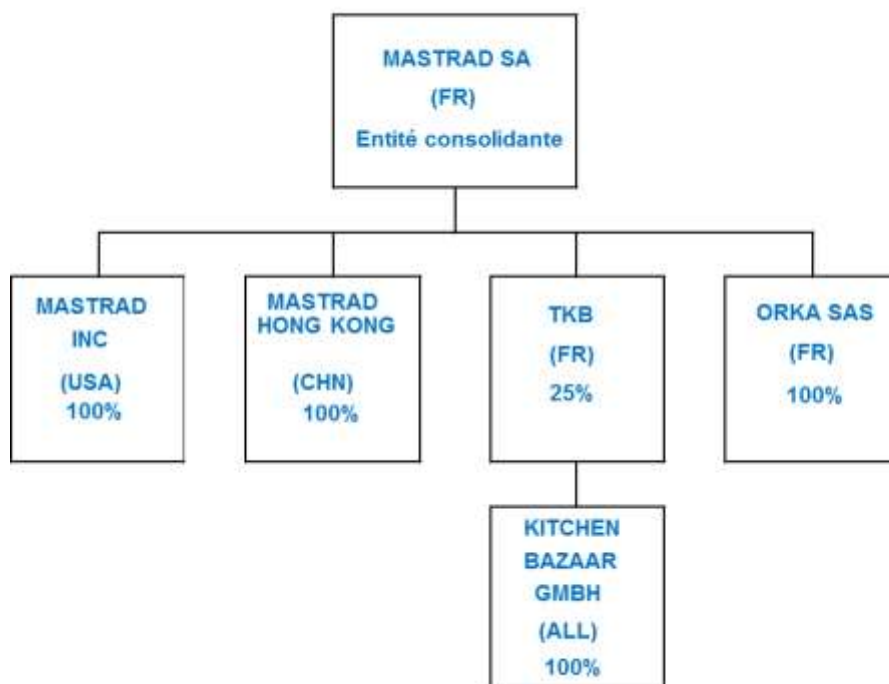 MASTRAD SA
(FR)
Entité consolidante
MASTRAD
INC
(USA)
100%
MASTRAD
HONG KONG
(CHN)
100%
TKB
(FR)
25%
ORKA SAS
(FR)
100%
KITCHEN
BAZAAR
GMBH
(ALL)
100%